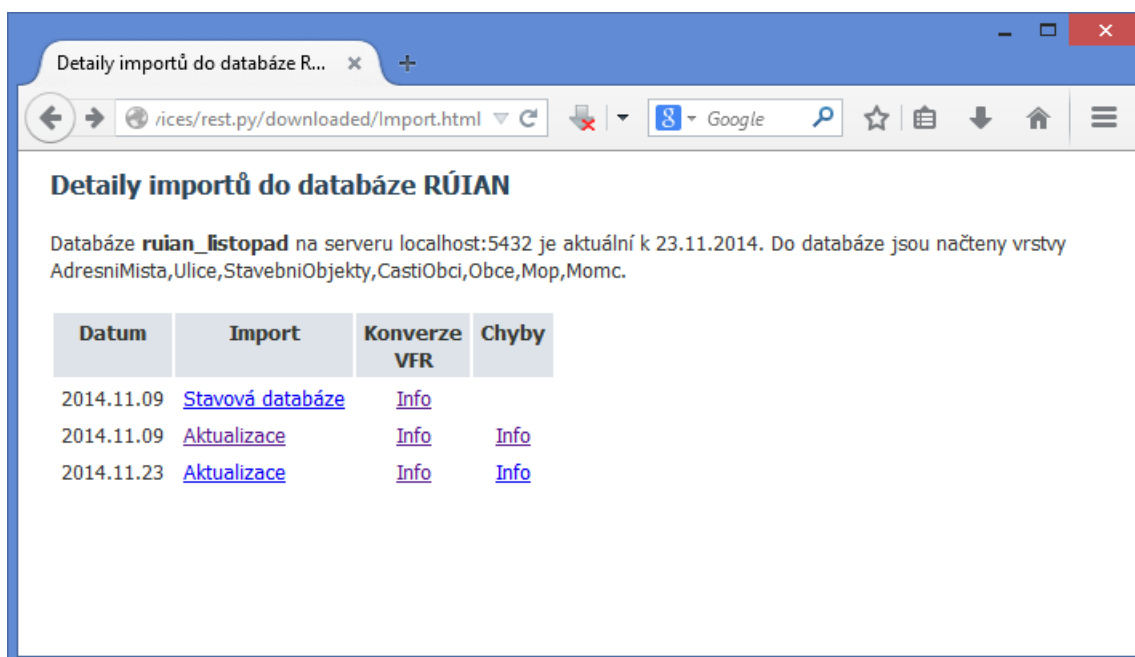 Detaily importů do databáze R...
/ices/rest.py/downloaded/Import.html
8 Google
Detaily importů do databáze RÚIAN
Databáze ruian_listopad na serveru localhost:5432 je aktuální k 23.11.2014. Do databáze jsou načteny vrstvy
AdresniMista,Ulice,StavebniObjekty,CastiObci,Obce,Mop,Momc.
Datum Import Konverze VFR Chyby
2014.11.09 Stavová databáze Info
2014.11.09 Aktualizace Info Info
2014.11.23 Aktualizace Info Info